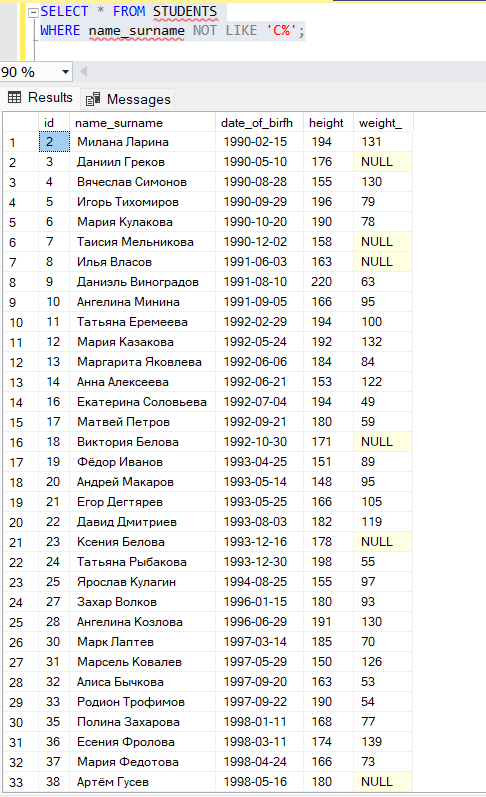 SELECT * FROM STUDENTS
WHERE name_surname NOT LIKE 'С%';
90 %
Results Messages
id name_surname date_of_birfh height weight_
1 2 Милана Ларина 1990-02-15 194 131
2 3 Даниил Греков 1990-05-10 176 NULL
3 4 Вячеслав Симонов 1990-08-28 155 130
4 5 Игорь Тихомиров 1990-09-29 196 79
5 6 Мария Кулакова 1990-10-20 190 78
6 7 Таисия Мельникова 1990-12-02 158 NULL
7 8 Илья Власов 1991-06-03 163 NULL
8 9 Даниэль Виноградов 1991-08-10 220 63
9 10 Ангелина Минина 1991-09-05 166 95
10 11 Татьяна Еремеева 1992-02-29 194 100
11 12 Мария Казакова 1992-05-24 192 132
12 13 Маргарита Яковлева 1992-06-06 184 84
13 14 Анна Алексеева 1992-06-21 153 122
14 16 Екатерина Соловьева 1992-07-04 194 49
15 17 Матвей Петров 1992-09-21 180 59
16 18 Виктория Белова 1992-10-30 171 NULL
17 19 Фёдор Иванов 1993-04-25 151 89
18 20 Андрей Макаров 1993-05-14 148 95
19 21 Егор Дегтярев 1993-05-25 166 105
20 22 Давид Дмитриев 1993-08-03 182 119
21 23 Ксения Белова 1993-12-16 178 NULL
22 24 Татьяна Рыбакова 1993-12-30 198 55
23 25 Ярослав Кулагин 1994-08-25 155 97
24 27 Захар Волков 1996-01-15 180 93
25 28 Ангелина Козлова 1996-06-29 191 130
26 30 Марк Лаптев 1997-03-14 185 70
27 31 Марсель Ковалев 1997-05-29 150 126
28 32 Алиса Бычкова 1997-09-20 163 53
29 33 Родион Трофимов 1997-09-22 190 54
30 35 Полина Захарова 1998-01-11 168 77
31 36 Есения Фролова 1998-03-11 174 139
32 37 Мария Федотова 1998-04-24 166 73
33 38 Артём Гусев 1998-05-16 180 NULL